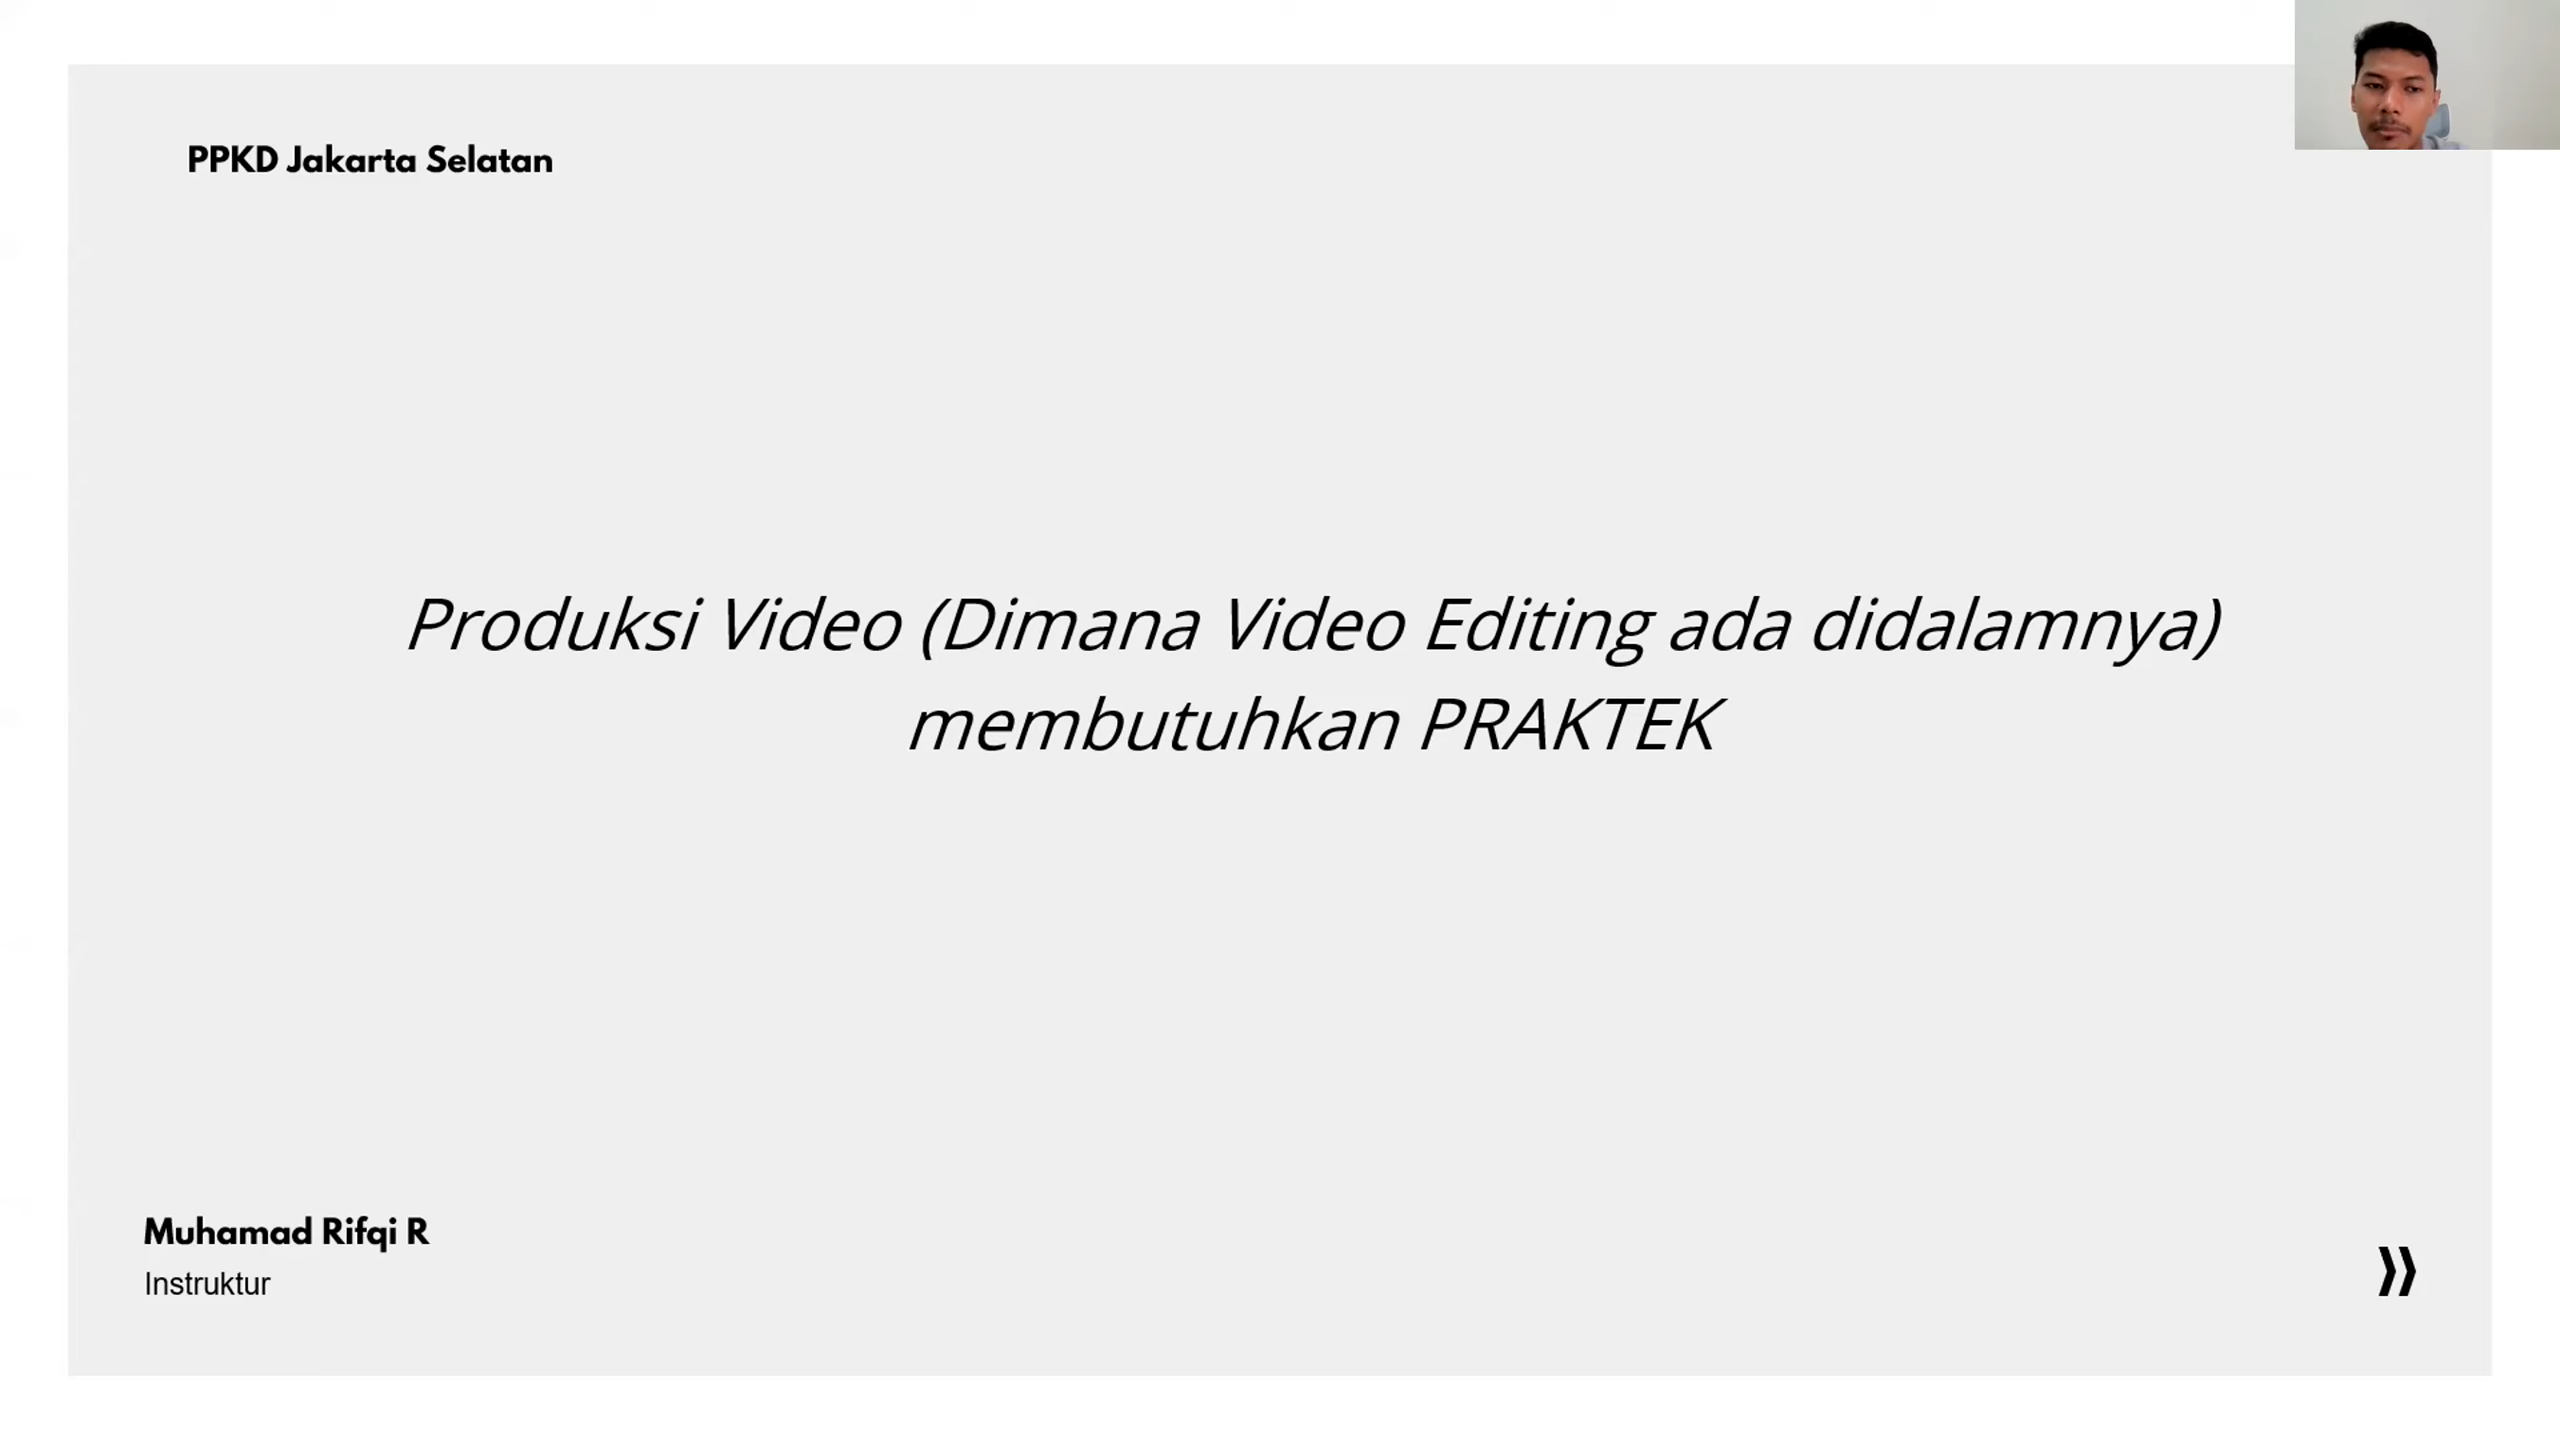 PPKD Jakarta Selatan
Produksi Video (Dimana Video Editing ada didalamnya)
membutuhkan PRAKTEK
Muhamad Rifqi R
Instruktur